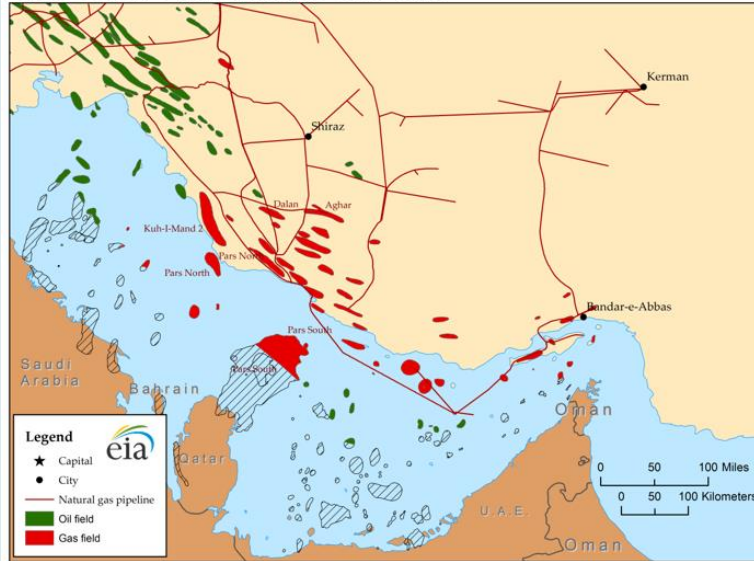 Kerman
Shiraz
Dalan
Aghar
Kuh-I-Mand 2
Pars North
Pars North
Bandar-e-Abbas
Pars South
Pars South
Saudi
Arabia
Bahrain
Qatar
Oman
U.A.E.
Oman
Legend
eia
Capital
City
Natural gas pipeline
Oil field
Gas field
0 50 100 Miles
0 50 100 Kilometers